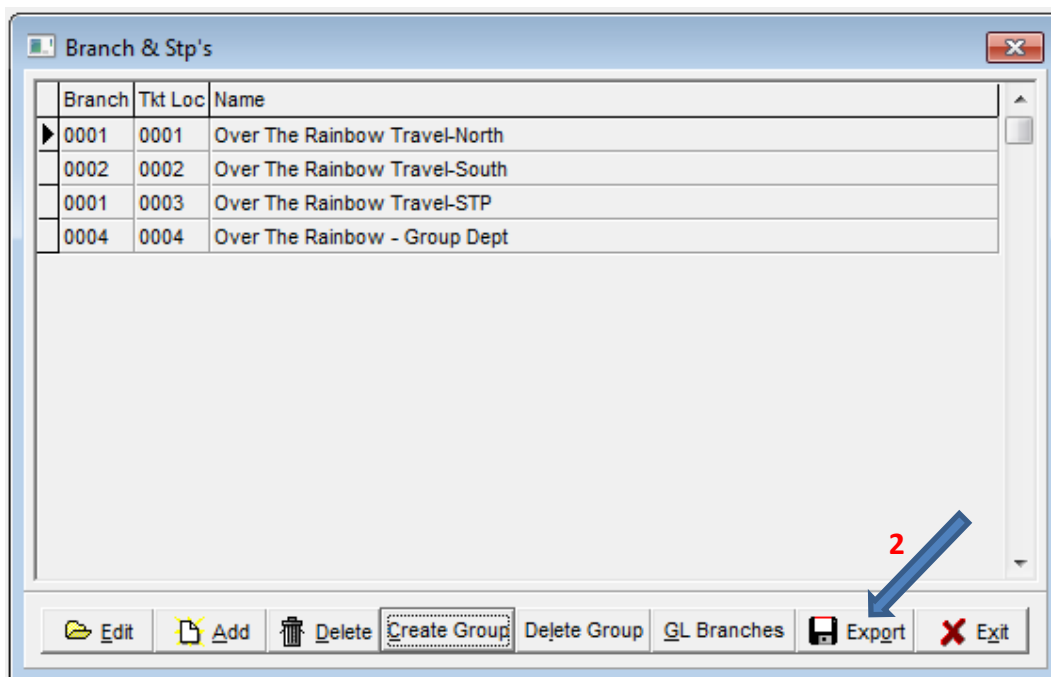 Branch & Stp's
Branch Tkt Loc Name
0001 0001 Over The Rainbow Travel-North
0002 0002 Over The Rainbow Travel-South
0001 0003 Over The Rainbow Travel-STP
0004 0004 Over The Rainbow - Group Dept
2
Edit Add Delete Create Group Delete Group GL Branches Export Exit